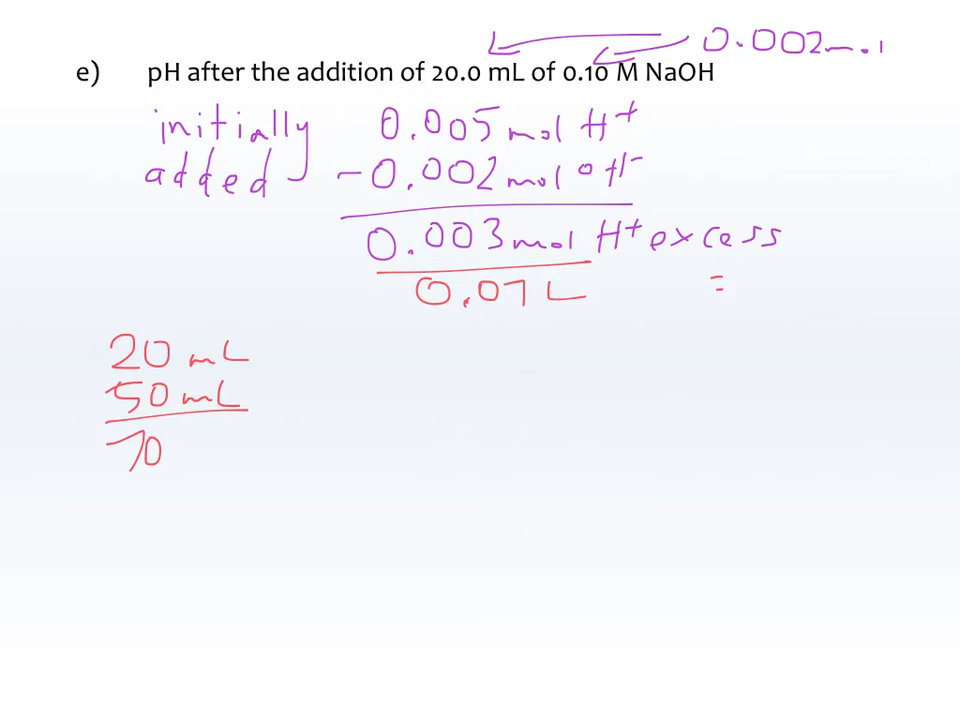 0.002mol
e) pH after the addition of 20.0 mL of 0.10 M NaOH
initially 0.005 mol H+
added -0.002 mol OH-
0.003 mol H+ excess
0.07 L =
20 mL
50 mL
70